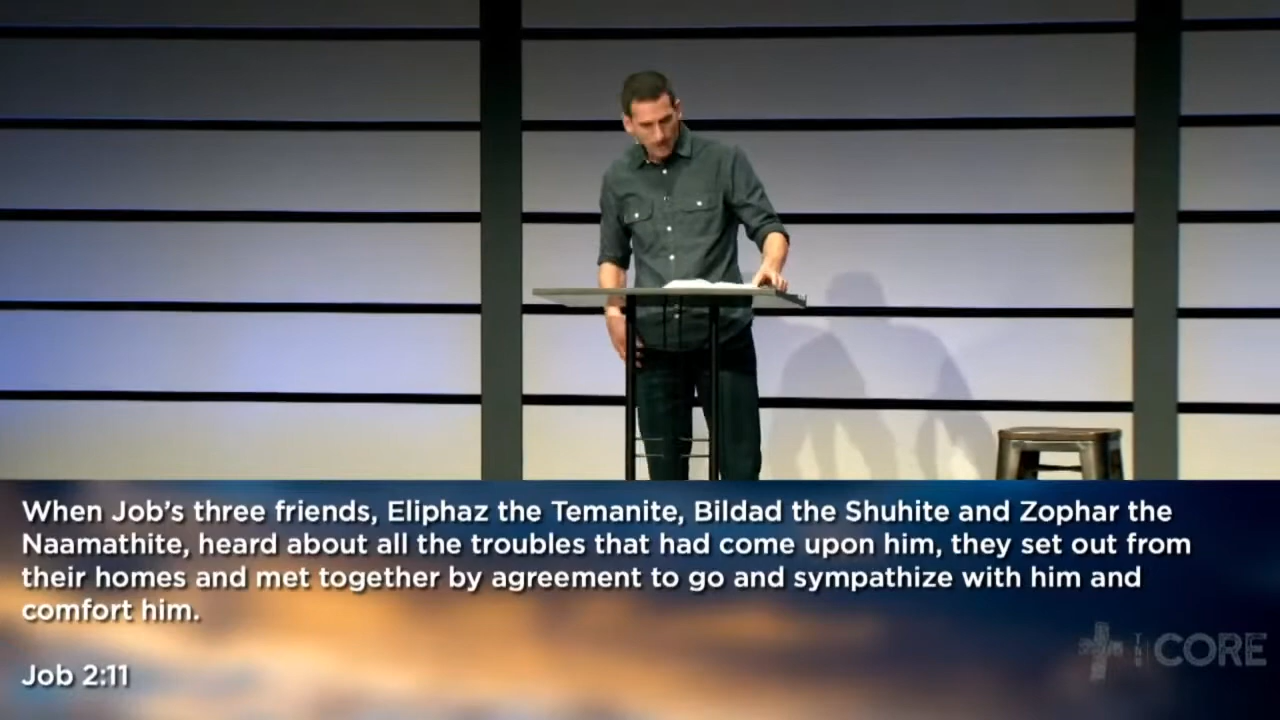 When Job's three friends, Eliphaz the Temanite, Bildad the Shuhite and Zophar the
Naamathite, heard about all the troubles that had come upon him, they set out from
their homes and met together by agreement to go and sympathize with him and
comfort him.
Job 2:11
THE CORE